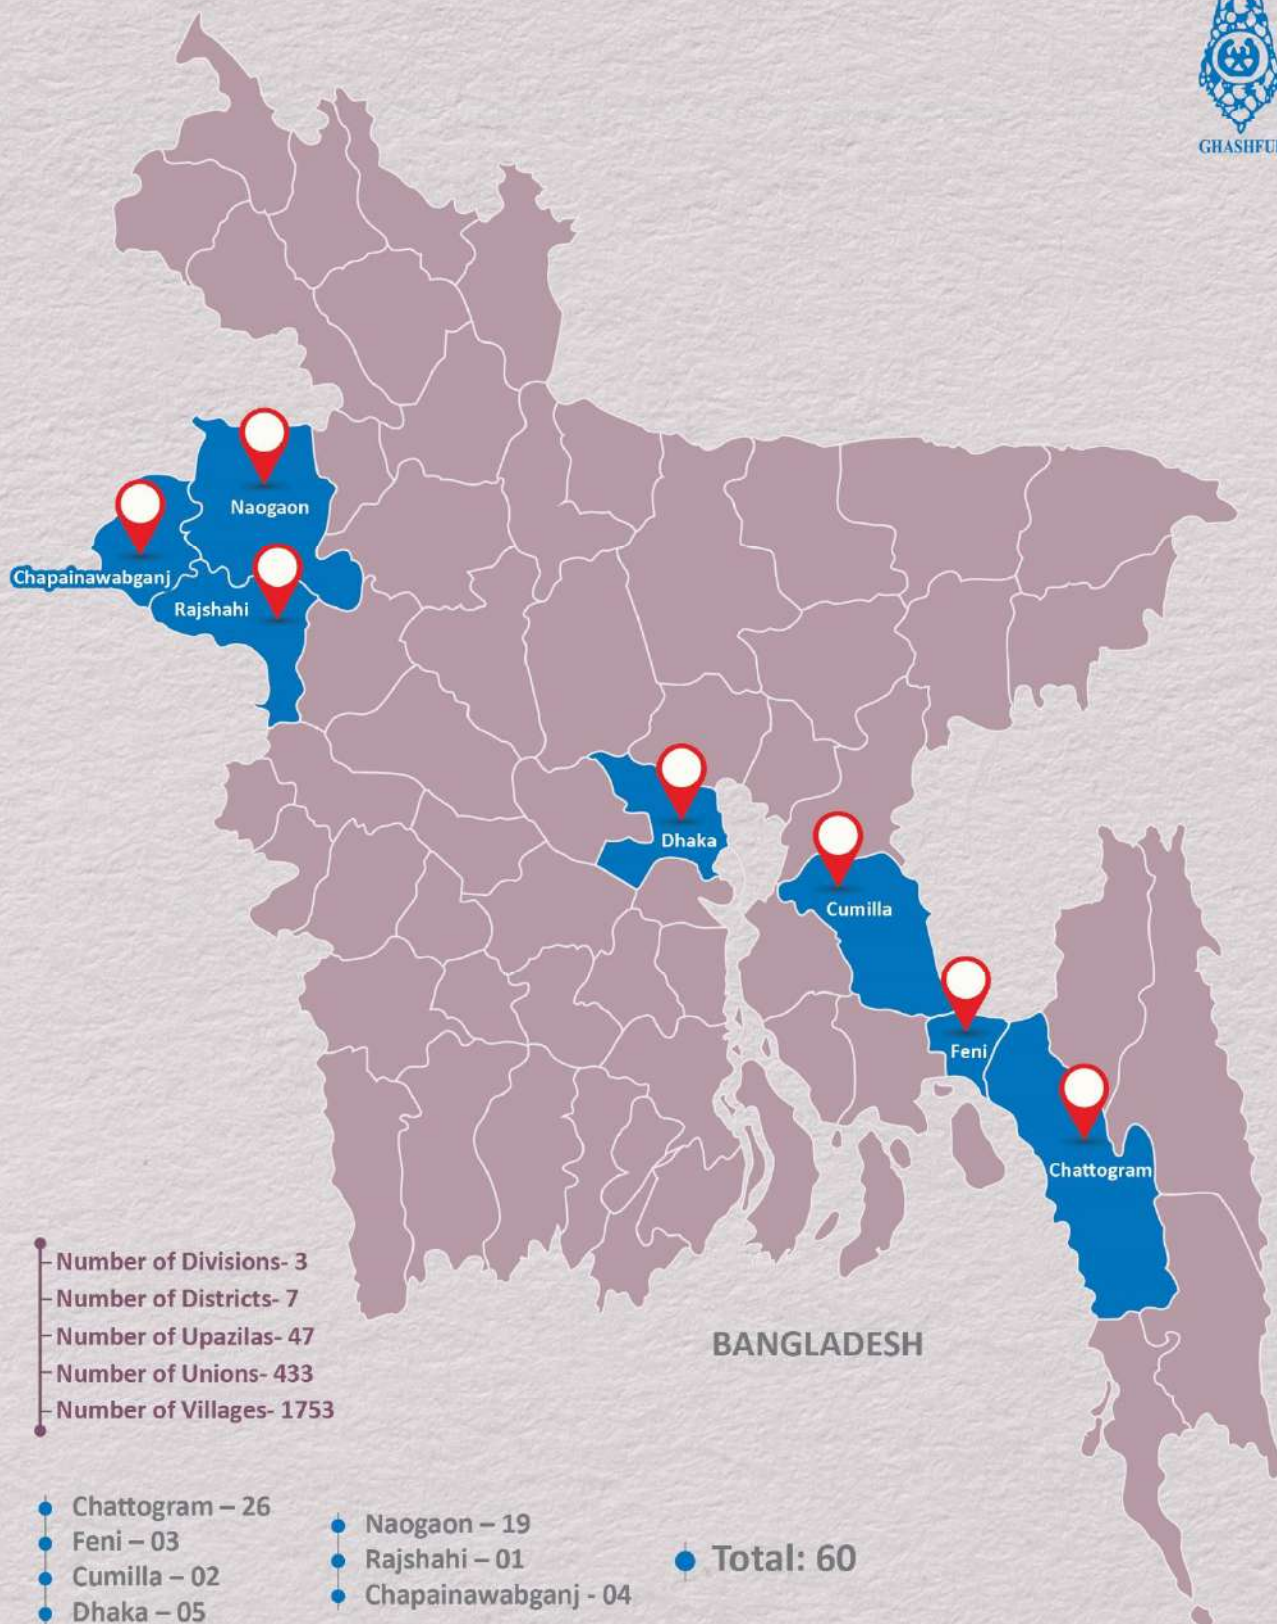 GHASHFUL
Naogaon
Chapainawabganj
Rajshahi
Dhaka
Cumilla
Feni
Chattogram
Number of Divisions- 3
Number of Districts- 7
Number of Upazilas- 47
Number of Unions- 433
Number of Villages- 1753
BANGLADESH
Chattogram – 26
Feni – 03
Cumilla – 02
Dhaka – 05
Naogaon – 19
Rajshahi – 01
Chapainawabganj - 04
Total: 60